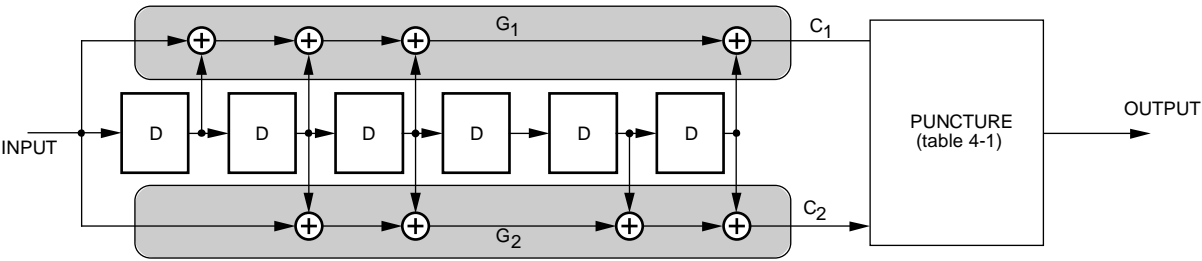 G1
C1
D D D D D D
INPUT
PUNCTURE
(table 4-1)
OUTPUT
G2
C2